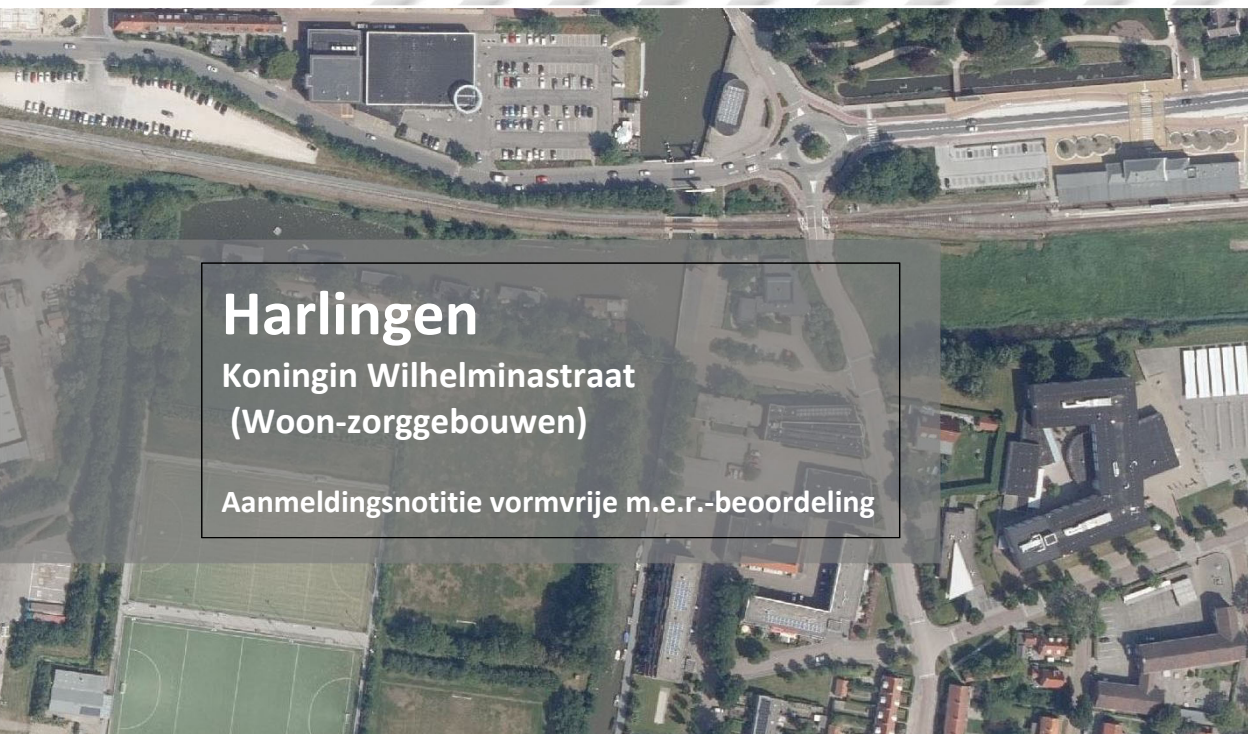 Harlingen
Koningin Wilhelminastraat
(Woon-zorggebouwen)
Aanmeldingsnotitie vormvrije m.e.r.-beoordeling